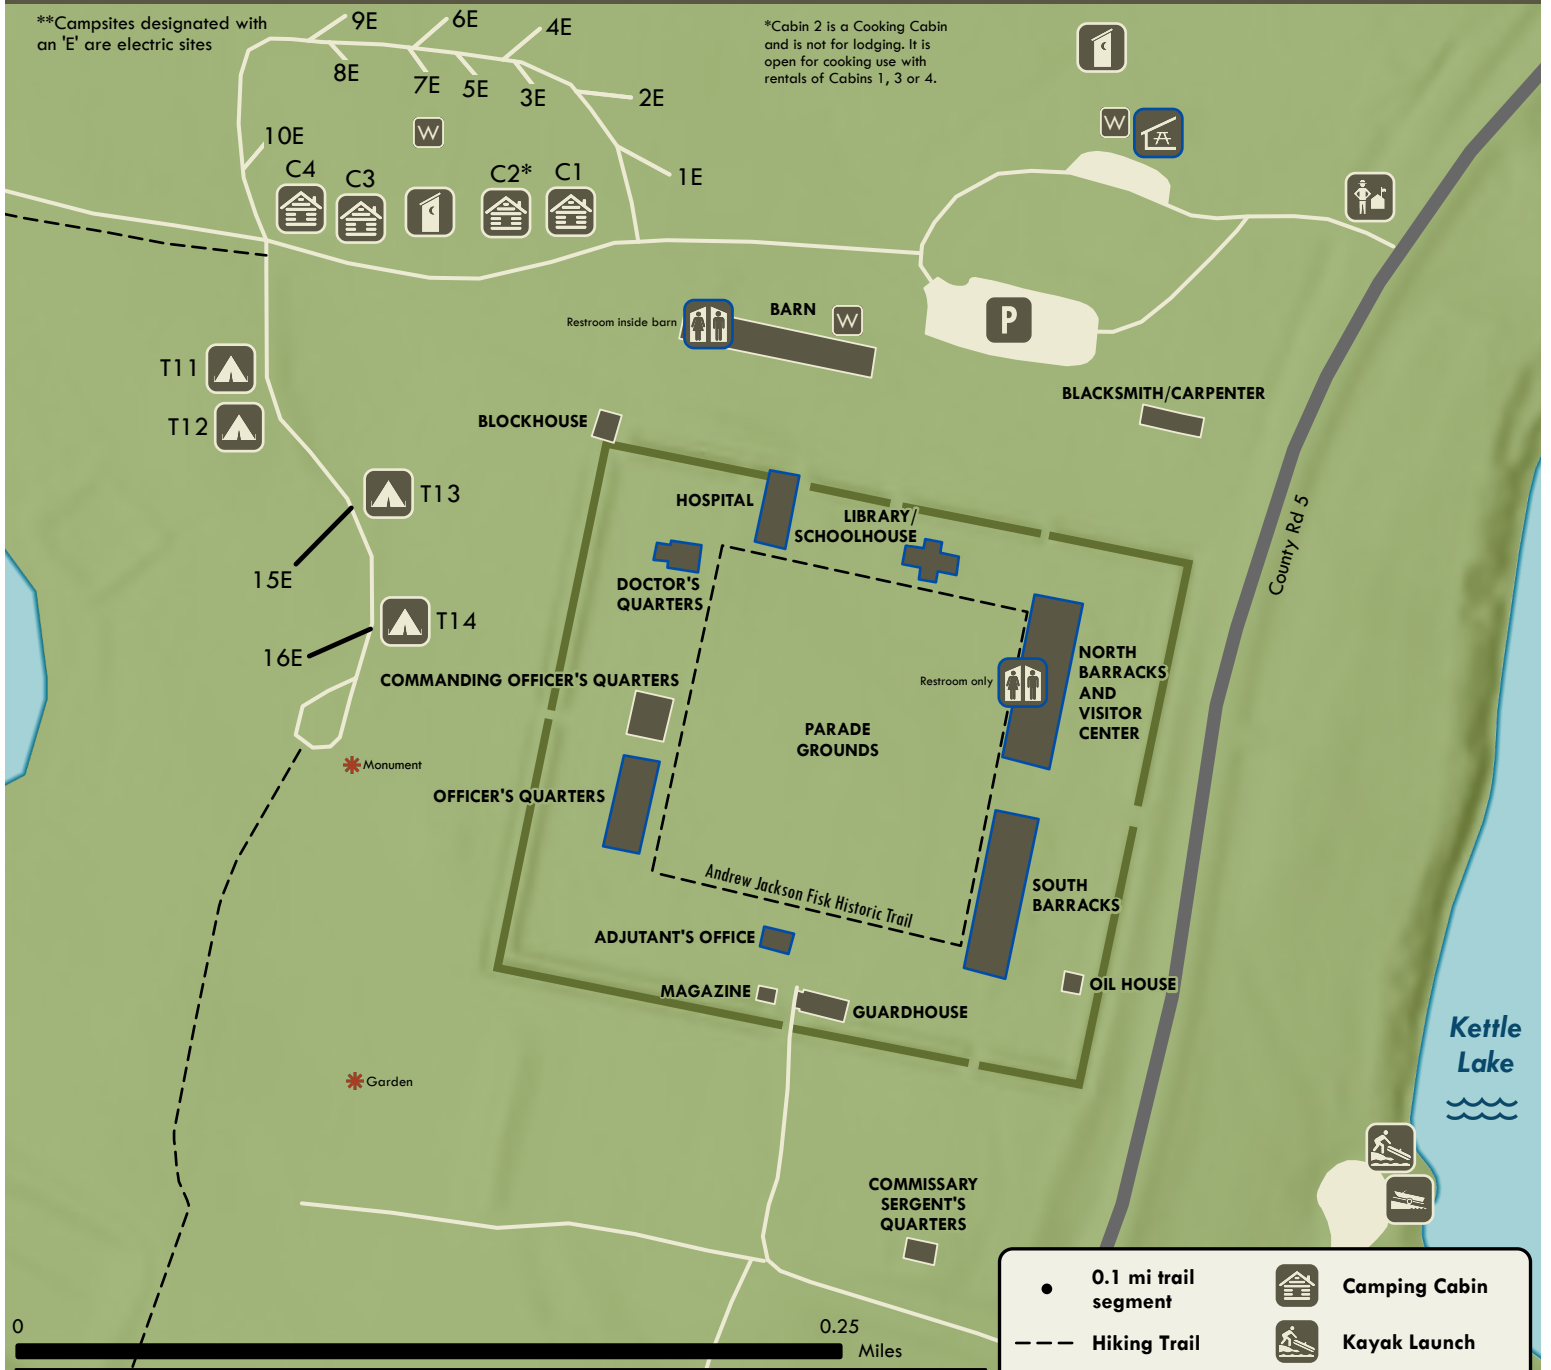 **Campsites designated with
an 'E' are electric sites
9E
6E
4E
8E
7E
5E
3E
2E
10E
1E
*Cabin 2 is a Cooking Cabin
and is not for lodging. It is
open for cooking use with
rentals of Cabins 1, 3 or 4.
W
W
C4
C3
C2*
C1
Restroom inside barn
BARN
W
P
T11
T12
BLOCKHOUSE
BLACKSMITH/CARPENTER
T13
15E
T14
16E
HOSPITAL
LIBRARY/
SCHOOLHOUSE
DOCTOR'S
QUARTERS
County Rd 5
COMMANDING OFFICER'S QUARTERS
Restroom only
NORTH
BARRACKS
AND
VISITOR
CENTER
PARADE
GROUNDS
Monument
OFFICER'S QUARTERS
Andrew Jackson Fisk Historic Trail
SOUTH
BARRACKS
ADJUTANT'S OFFICE
MAGAZINE
GUARDHOUSE
OIL HOUSE
Kettle
Lake
Garden
COMMISSARY
SERGENT'S
QUARTERS
0.1 mi trail
segment
Camping Cabin
Hiking Trail
Kayak Launch
0
0.25
Miles